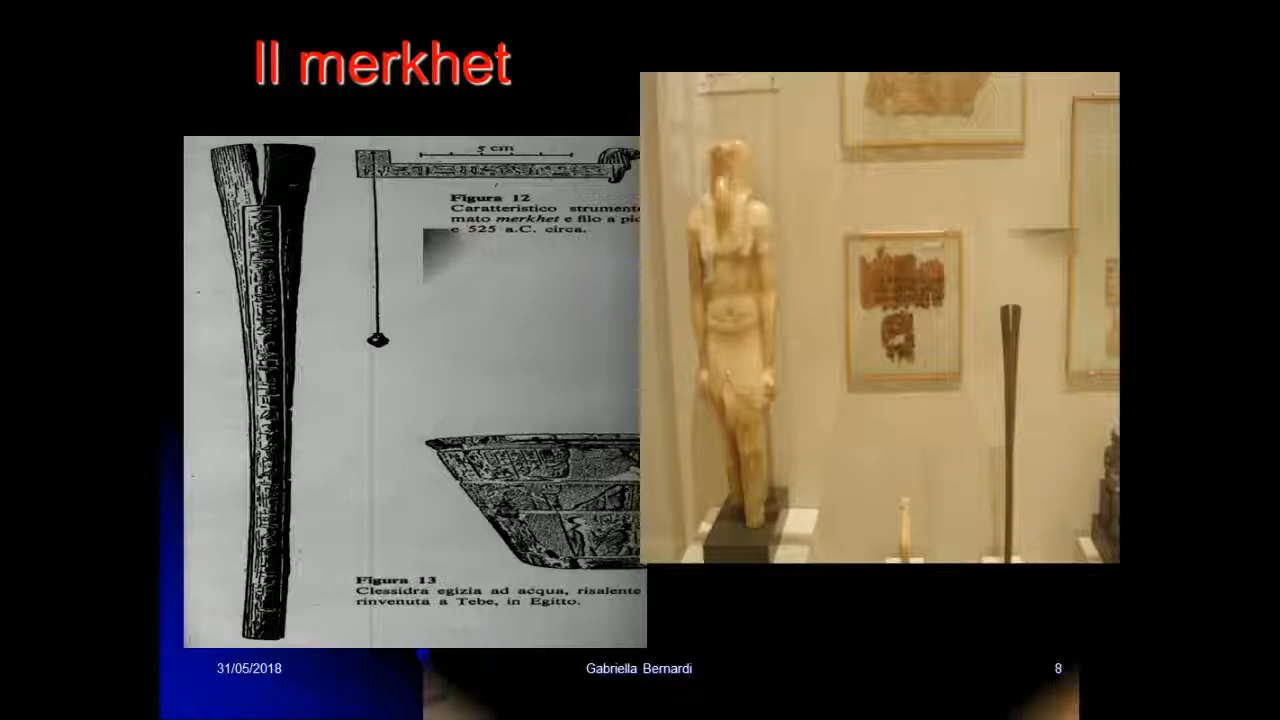 Il merkhet
5 cm
Figura 12
Caratteristico strument
mato merkhet e filo a pio
e 525 a.C. circa.
Figura 13
Clessidra egizia ad acqua, risalente
rinvenuta a Tebe, in Egitto.
31/05/2018
Gabriella Bernardi
8